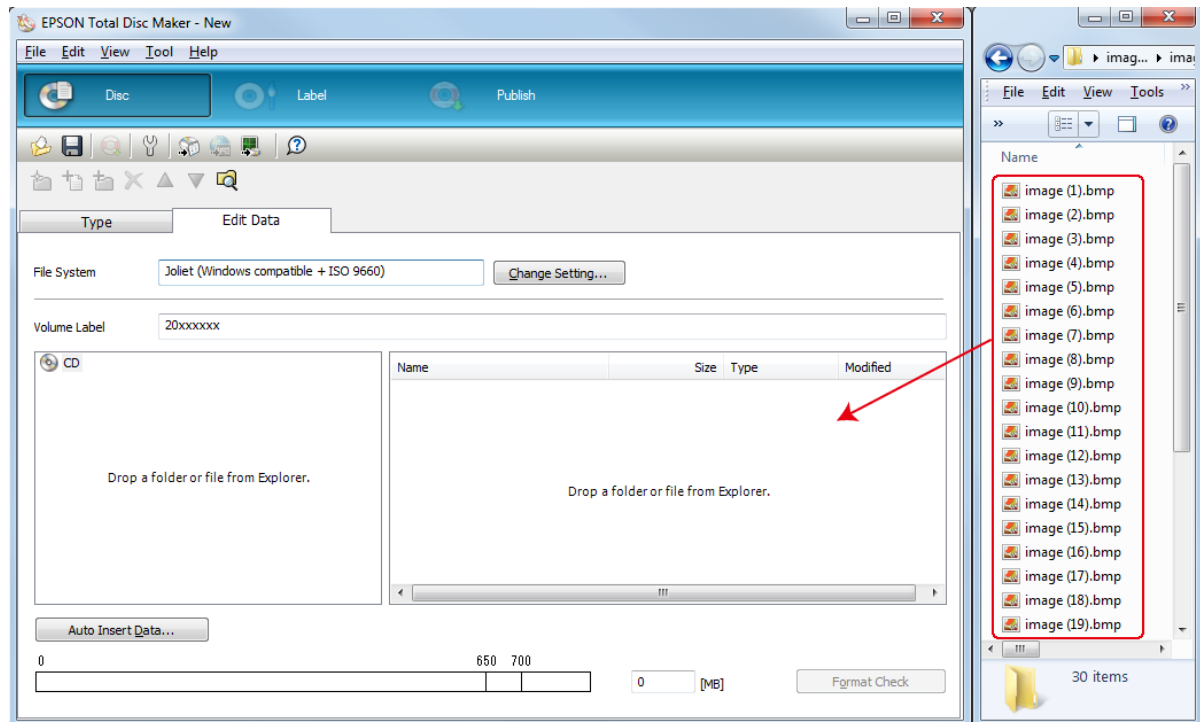 EPSON Total Disc Maker - New
File Edit View Tool Help
Disc Label Publish
Type Edit Data
File System Joliet (Windows compatible + ISO 9660) Change Setting...
Volume Label 20xxxxxx
CD
Drop a folder or file from Explorer.
Name Size Type Modified
Drop a folder or file from Explorer.
Auto Insert Data...
0 650 700
0 [MB] Format Check
imag... imag
File Edit View Tools »
»
Name
image (1).bmp
image (2).bmp
image (3).bmp
image (4).bmp
image (5).bmp
image (6).bmp
image (7).bmp
image (8).bmp
image (9).bmp
image (10).bmp
image (11).bmp
image (12).bmp
image (13).bmp
image (14).bmp
image (15).bmp
image (16).bmp
image (17).bmp
image (18).bmp
image (19).bmp
30 items